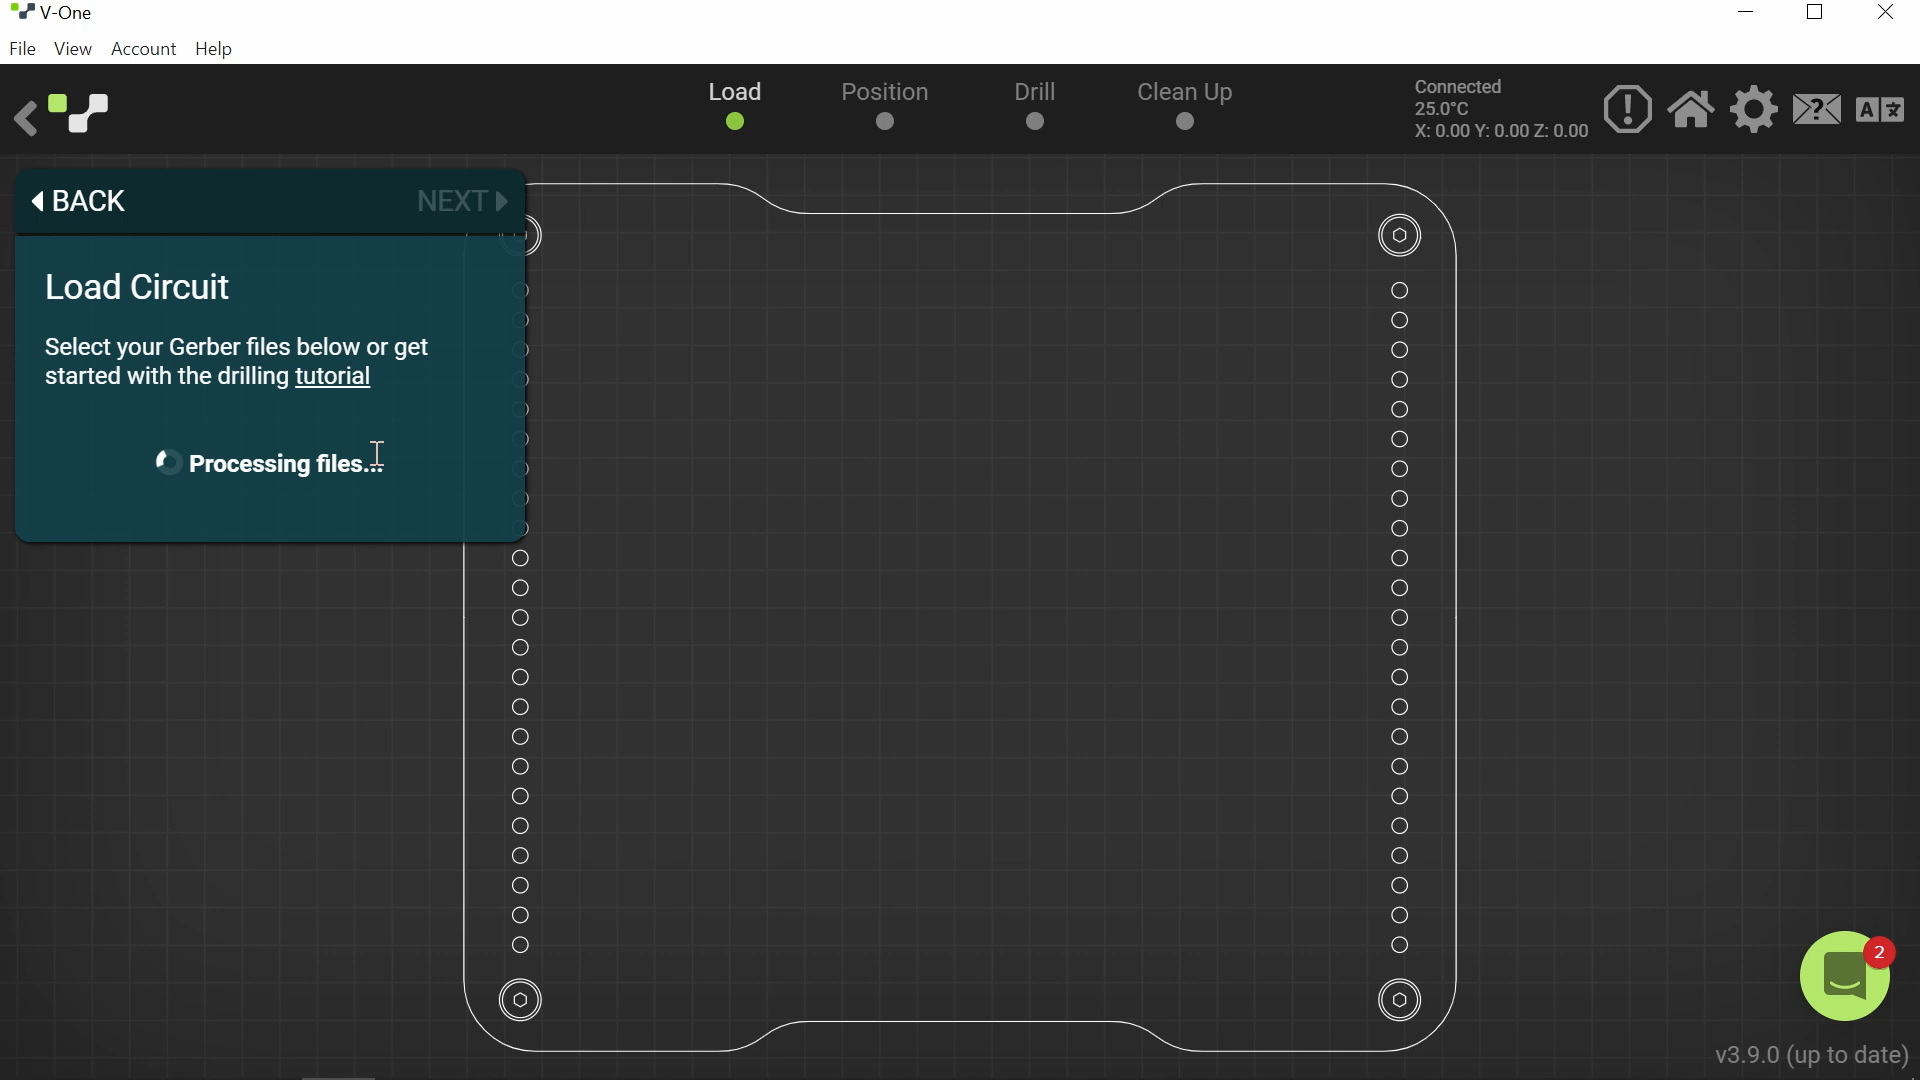 V-One
File View Account Help
Load Position Drill Clean Up
Connected
25.0°C
X: 0.00 Y: 0.00 Z: 0.00
BACK NEXT
Load Circuit
Select your Gerber files below or get
started with the drilling tutorial
Processing files...
2
v3.9.0 (up to date)